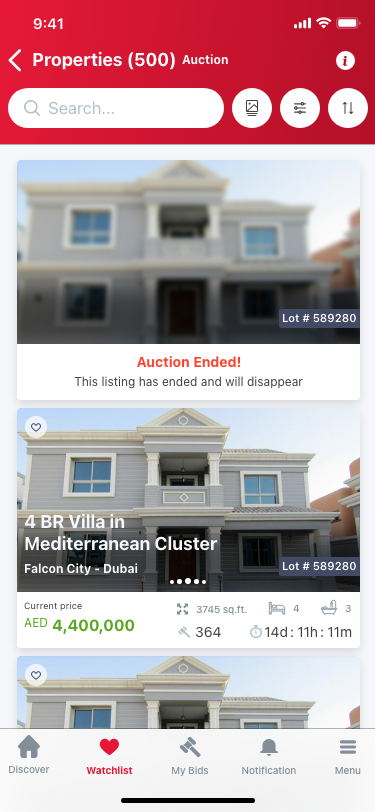 9:41
Properties (500) Auction
Search...
Lot # 589280
Auction Ended!
This listing has ended and will disappear
4 BR Villa in
Mediterranean Cluster
Falcon City - Dubai
Lot # 589280
Current price
AED 4,400,000
3745 sq.ft. 4 3
364 14d : 11h : 11m
Discover Watchlist My Bids Notification Menu